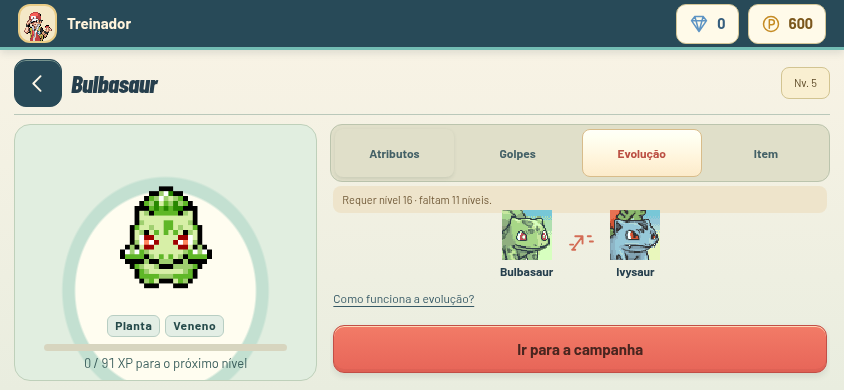 Treinador
0
600
Bulbasaur
Nv. 5
Atributos
Golpes
Evolução
Item
Requer nível 16 · faltam 11 níveis.
Bulbasaur
Ivysaur
Planta
Veneno
Como funciona a evolução?
0 / 91 XP para o próximo nível
Ir para a campanha